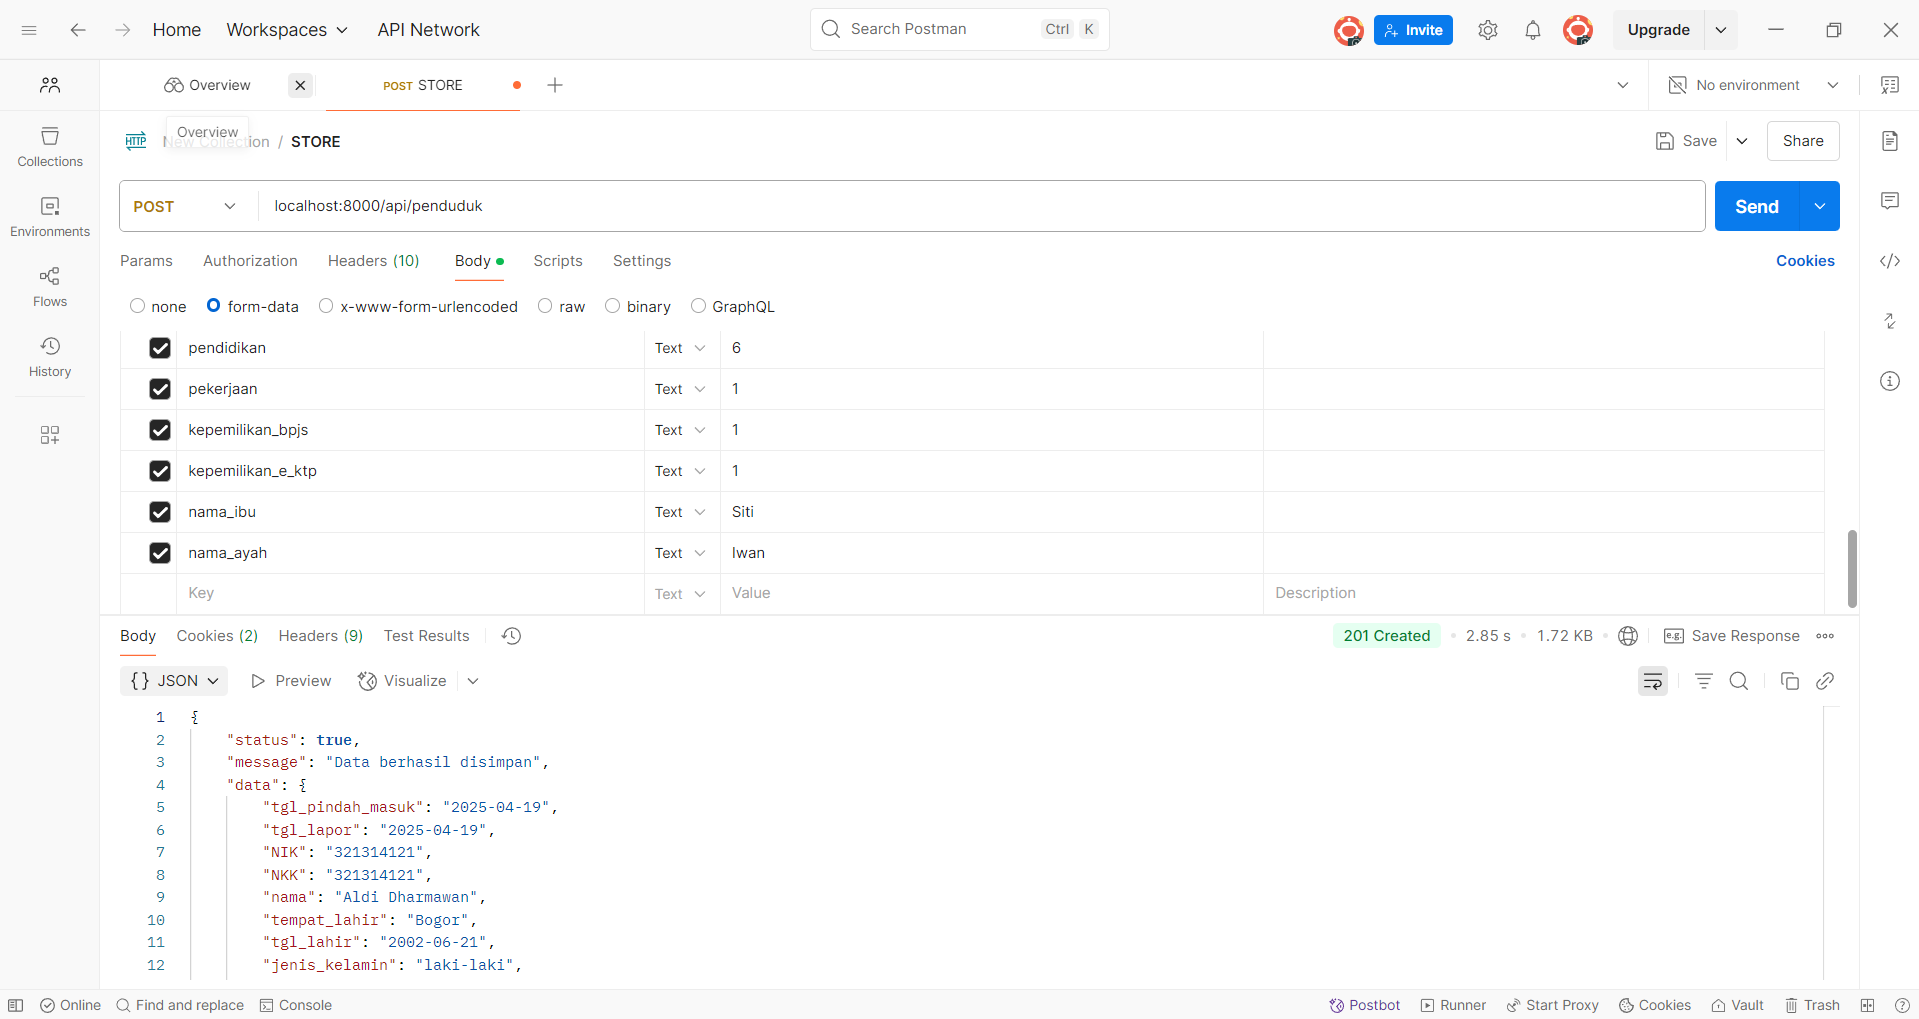 Home Workspaces API Network Search Postman Ctrl K Invite Upgrade
Overview POST STORE No environment
Overview
HTTP New Collection / STORE Save Share
Collections
POST localhost:8000/api/penduduk Send
Environments
Params Authorization Headers (10) Body Scripts Settings Cookies
Flows
none form-data x-www-form-urlencoded raw binary GraphQL
pendidikan Text 6
History
pekerjaan Text 1
kepemilikan_bpjs Text 1
kepemilikan_e_ktp Text 1
nama_ibu Text Siti
nama_ayah Text Iwan
Key Text Value Description
Body Cookies (2) Headers (9) Test Results 201 Created 2.85 s 1.72 KB e.g. Save Response
{} JSON Preview Visualize
1 {
2 "status": true,
3 "message": "Data berhasil disimpan",
4 "data": {
5 "tgl_pindah_masuk": "2025-04-19",
6 "tgl_lapor": "2025-04-19",
7 "NIK": "321314121",
8 "NKK": "321314121",
9 "nama": "Aldi Dharmawan",
10 "tempat_lahir": "Bogor",
11 "tgl_lahir": "2002-06-21",
12 "jenis_kelamin": "laki-laki",
Online Find and replace Console Postbot Runner Start Proxy Cookies Vault Trash